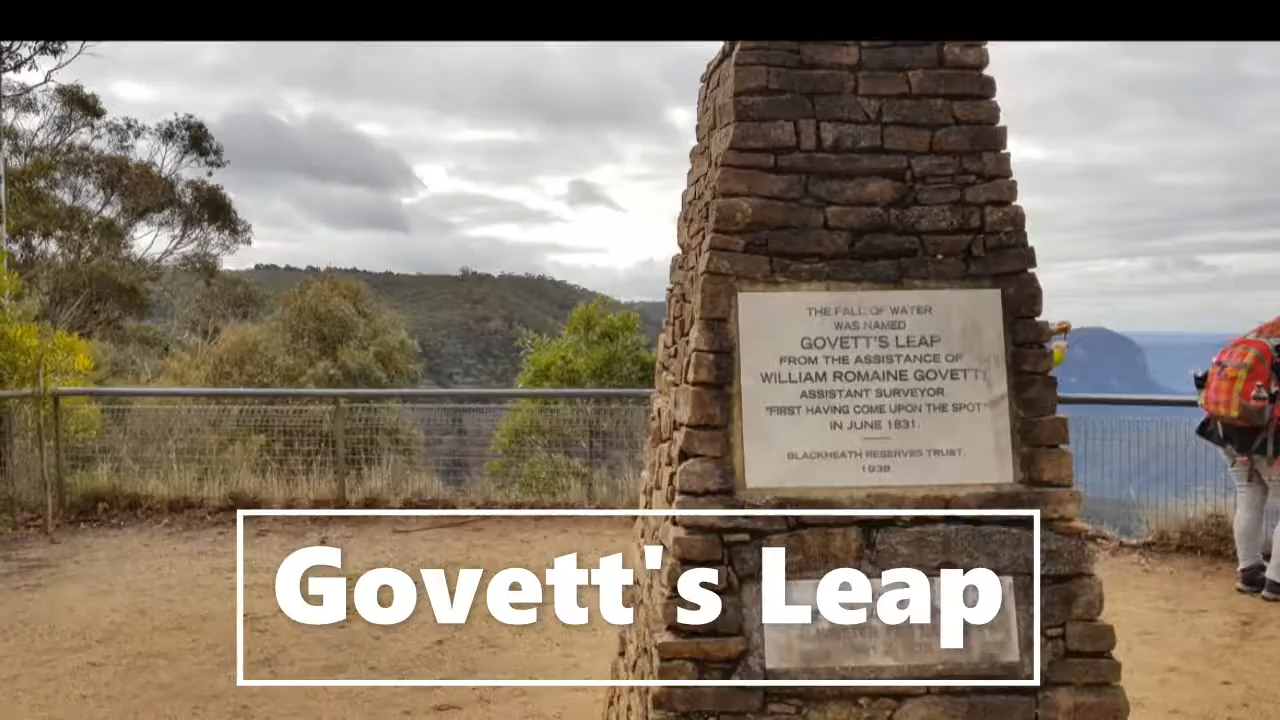 THE FALL OF WATER
WAS NAMED
GOVETT'S LEAP
FROM THE ASSISTANCE OF
WILLIAM ROMAINE GOVETT
ASSISTANT SURVEYOR
"FIRST HAVING COME UPON THE SPOT"
IN JUNE 1831.
BLACKHEATH RESERVES TRUST.
1938.
Govett's Leap